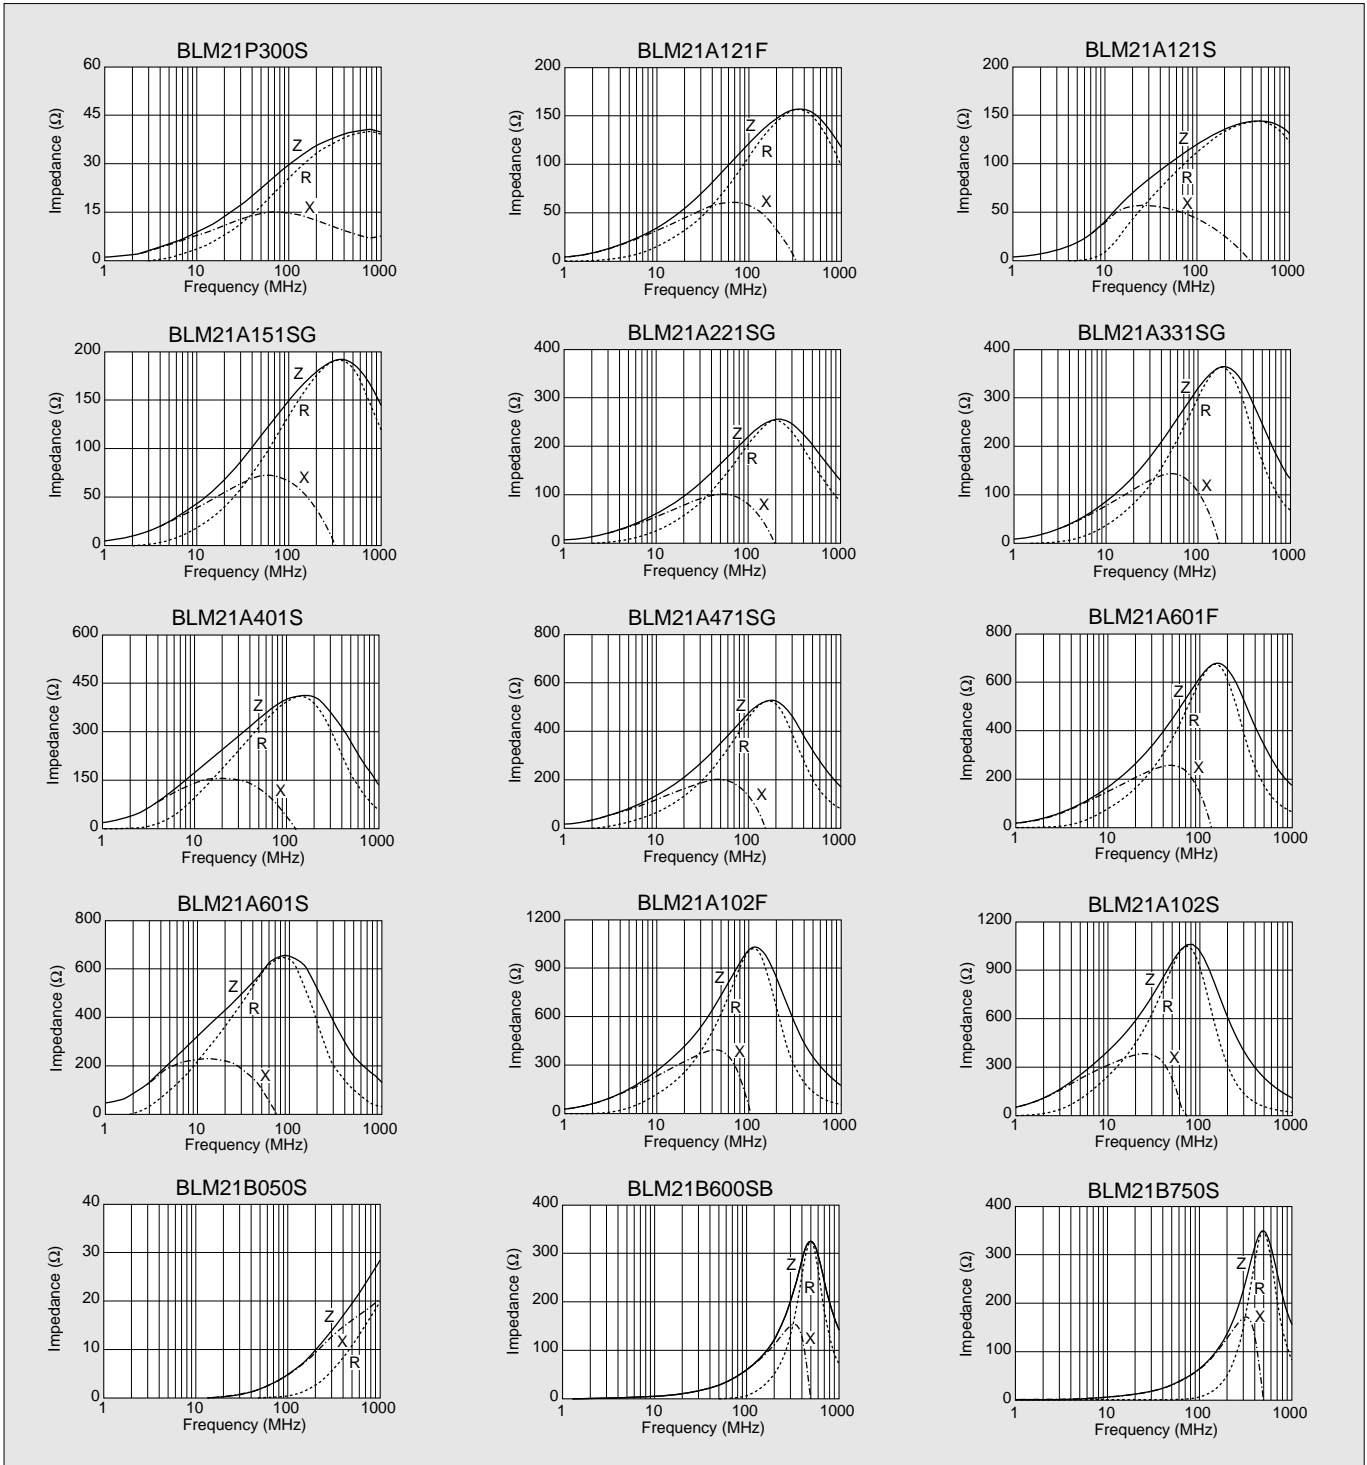 BLM21P300S
60
45
30
15
0
Impedance (Ω)
Z
R
X
1 10 100 1000
Frequency (MHz)
BLM21A121F
200
150
100
50
0
Impedance (Ω)
Z
R
X
1 10 100 1000
Frequency (MHz)
BLM21A121S
200
150
100
50
0
Impedance (Ω)
Z
R
X
1 10 100 1000
Frequency (MHz)
BLM21A151SG
200
150
100
50
0
Impedance (Ω)
Z
R
X
1 10 100 1000
Frequency (MHz)
BLM21A221SG
400
300
200
100
0
Impedance (Ω)
Z
R
X
1 10 100 1000
Frequency (MHz)
BLM21A331SG
400
300
200
100
0
Impedance (Ω)
Z
R
X
1 10 100 1000
Frequency (MHz)
BLM21A401S
600
450
300
150
0
Impedance (Ω)
Z
R
X
1 10 100 1000
Frequency (MHz)
BLM21A471SG
800
600
400
200
0
Impedance (Ω)
Z
R
X
1 10 100 1000
Frequency (MHz)
BLM21A601F
800
600
400
200
0
Impedance (Ω)
Z
R
X
1 10 100 1000
Frequency (MHz)
BLM21A601S
800
600
400
200
0
Impedance (Ω)
Z
R
X
1 10 100 1000
Frequency (MHz)
BLM21A102F
1200
900
600
300
0
Impedance (Ω)
Z
R
X
1 10 100 1000
Frequency (MHz)
BLM21A102S
1200
900
600
300
0
Impedance (Ω)
Z
R
X
1 10 100 1000
Frequency (MHz)
BLM21B050S
40
30
20
10
0
Impedance (Ω)
Z
X
R
1 10 100 1000
Frequency (MHz)
BLM21B600SB
400
300
200
100
0
Impedance (Ω)
Z
R
X
1 10 100 1000
Frequency (MHz)
BLM21B750S
400
300
200
100
0
Impedance (Ω)
Z
R
X
1 10 100 1000
Frequency (MHz)